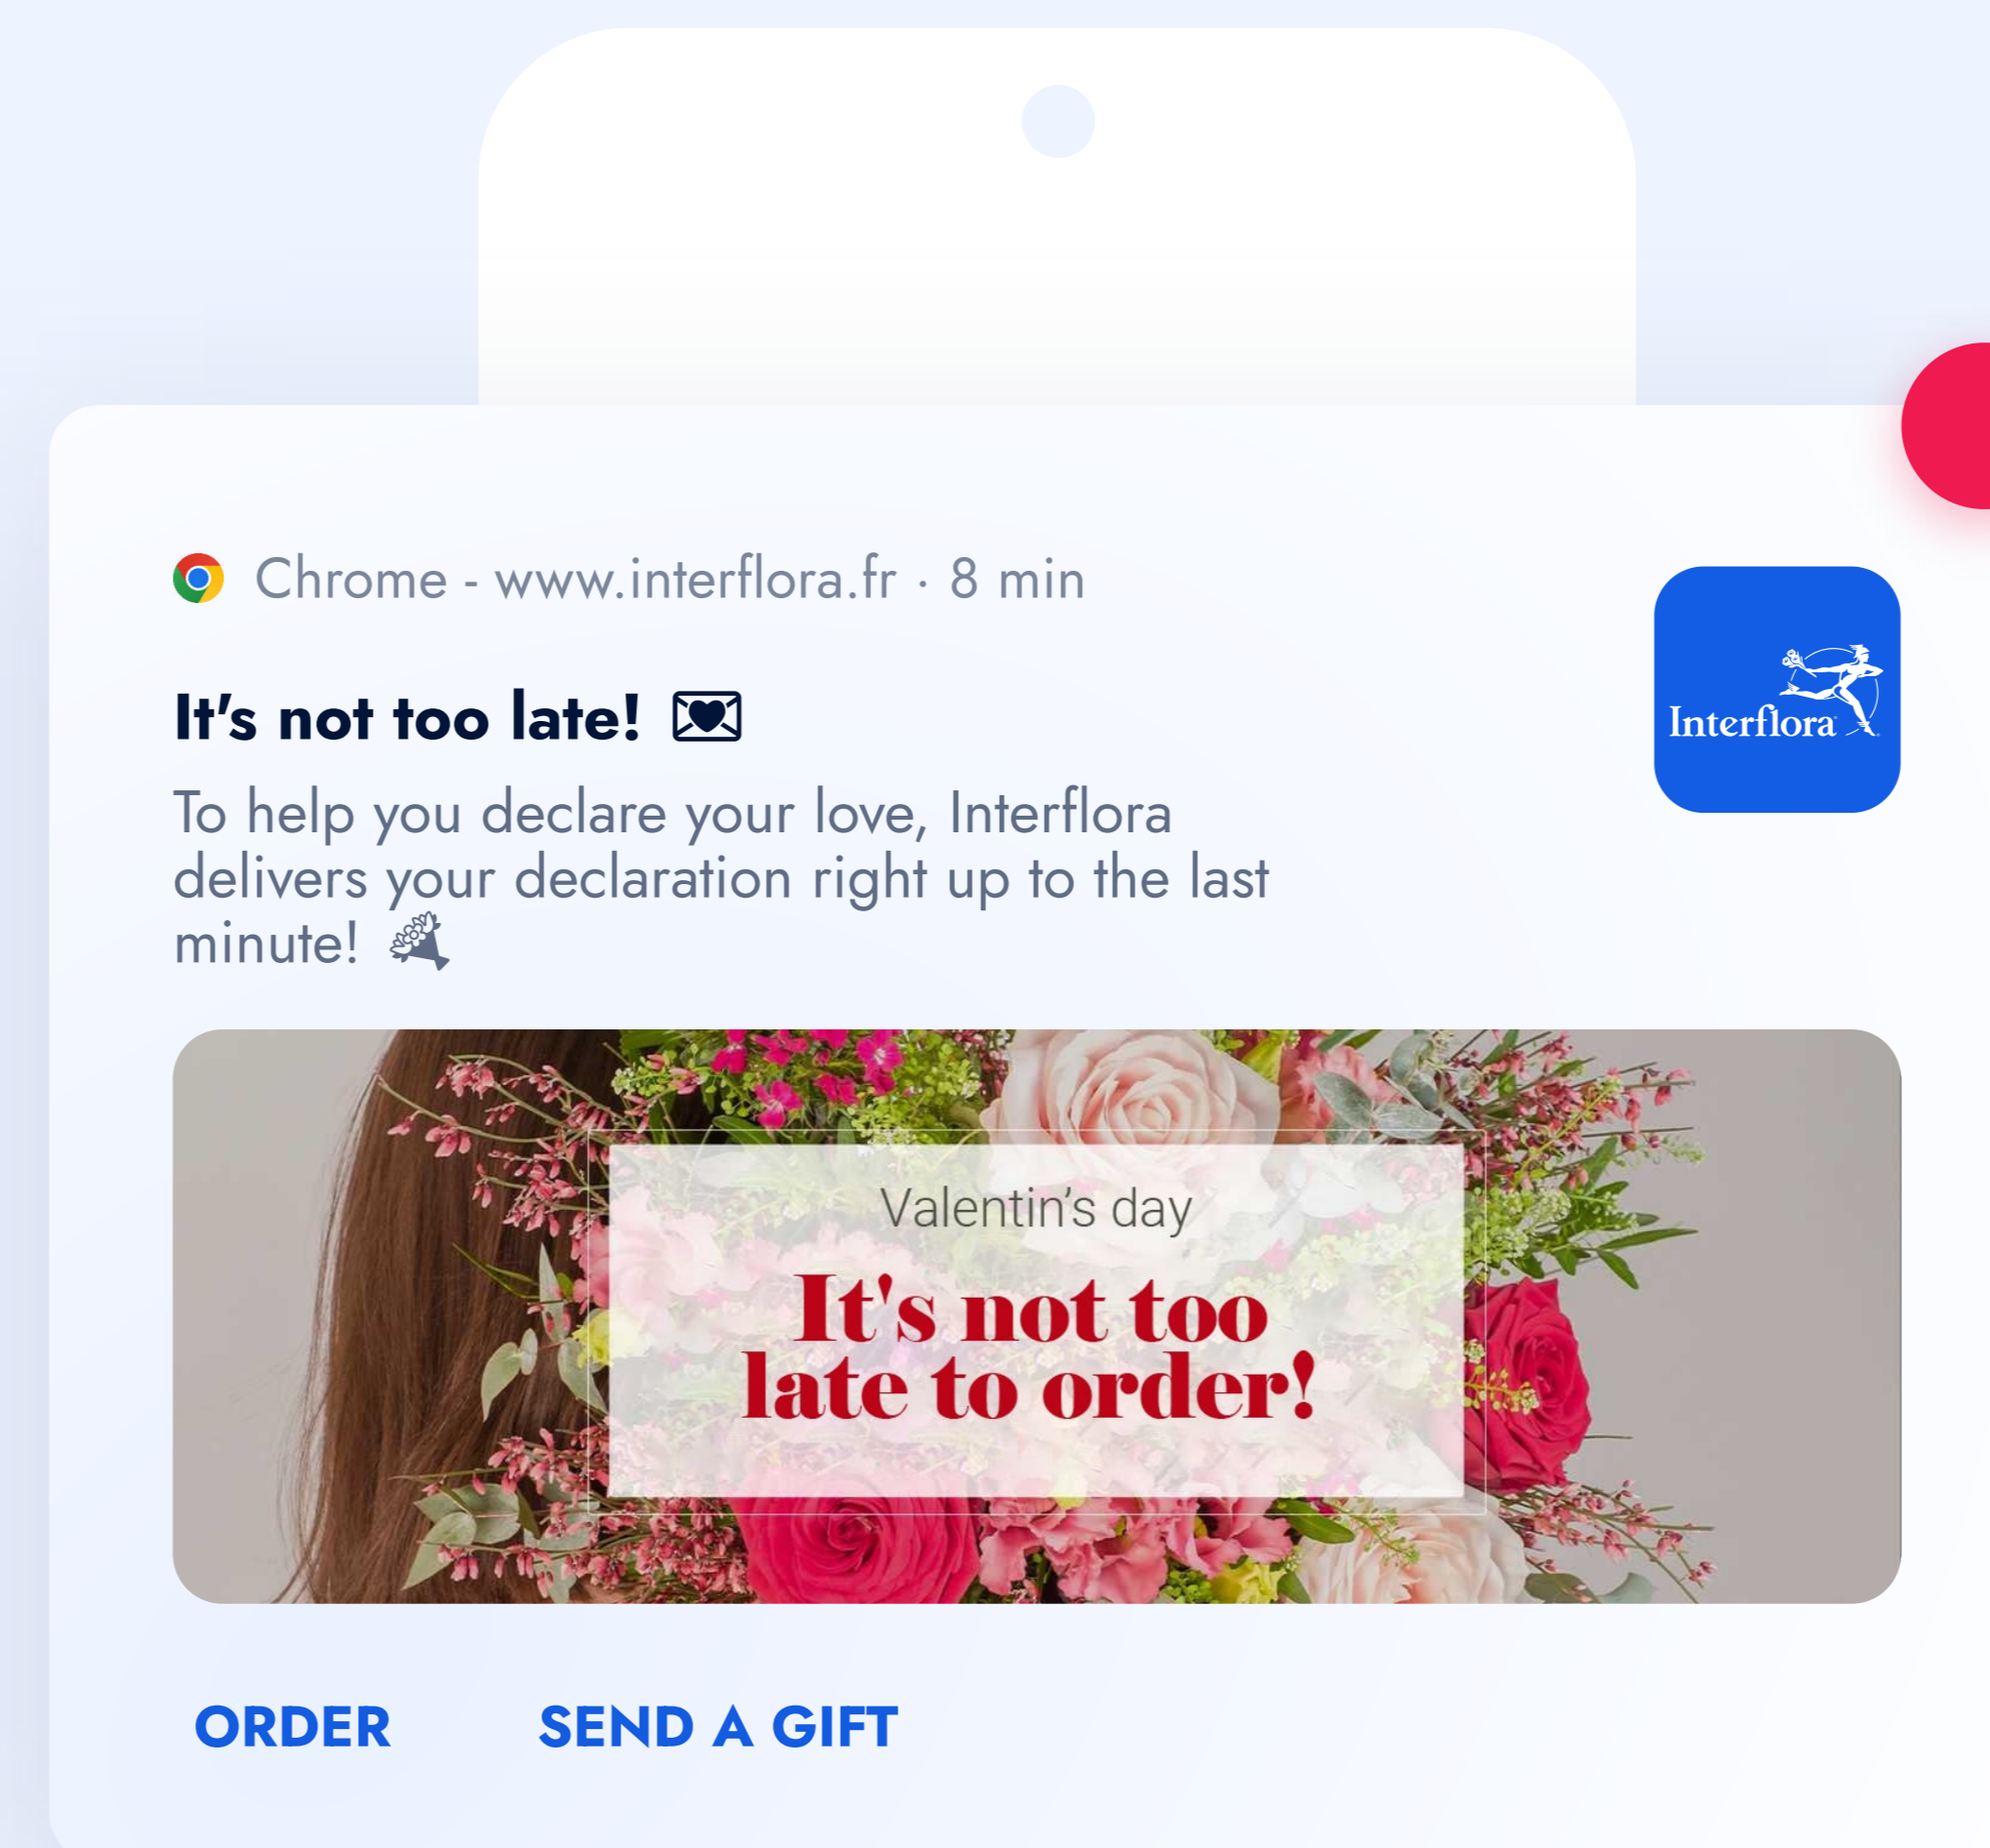 Chrome - www.interflora.fr · 8 min
It's not too late! 💌
Interflora
To help you declare your love, Interflora
delivers your declaration right up to the last
minute! 💐
Valentin’s day
It's not too
late to order!
ORDER
SEND A GIFT